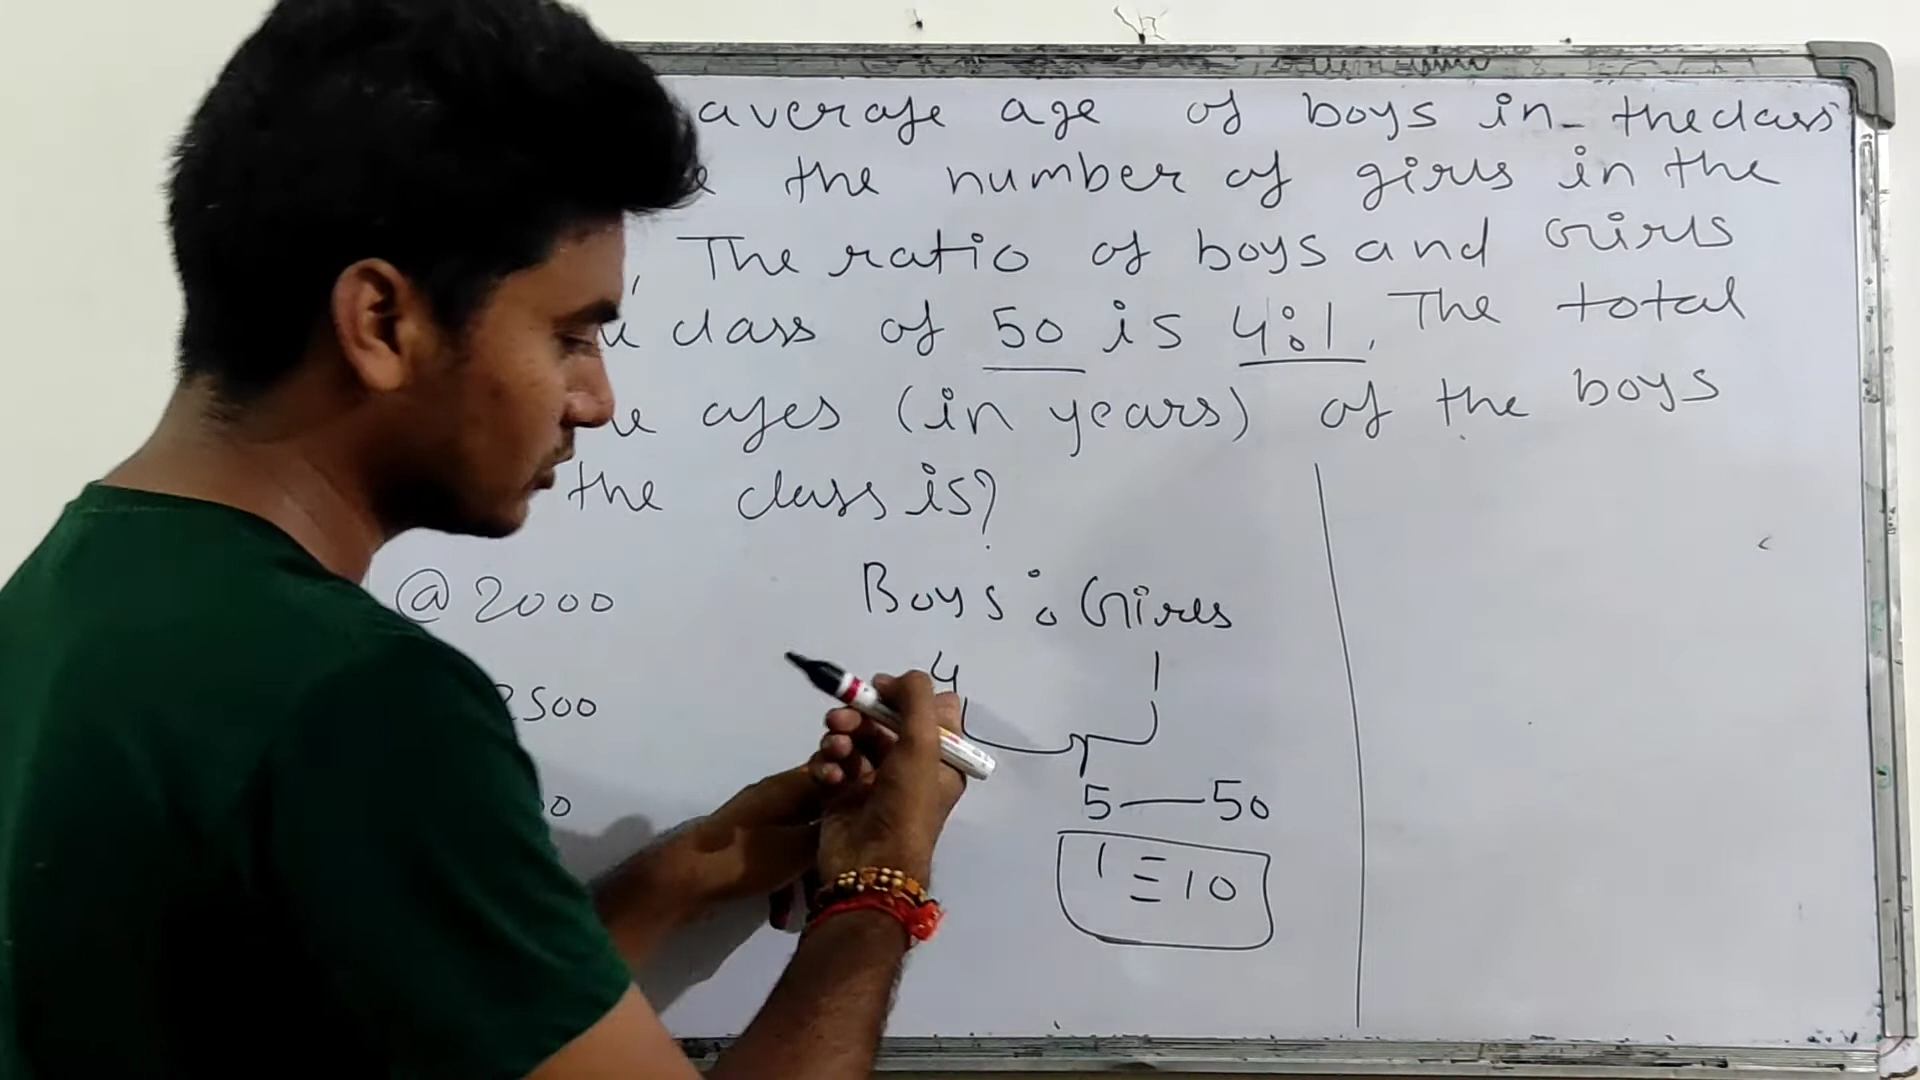 average age of boys in the class
the number of girls in the
, The ratio of boys and Girls
class of 50 is 4:1. The total
ages (in years) of the boys
the class is?
Boys : Girls
@ 2000
4 1
2500
5 — 50
1 ≡ 10